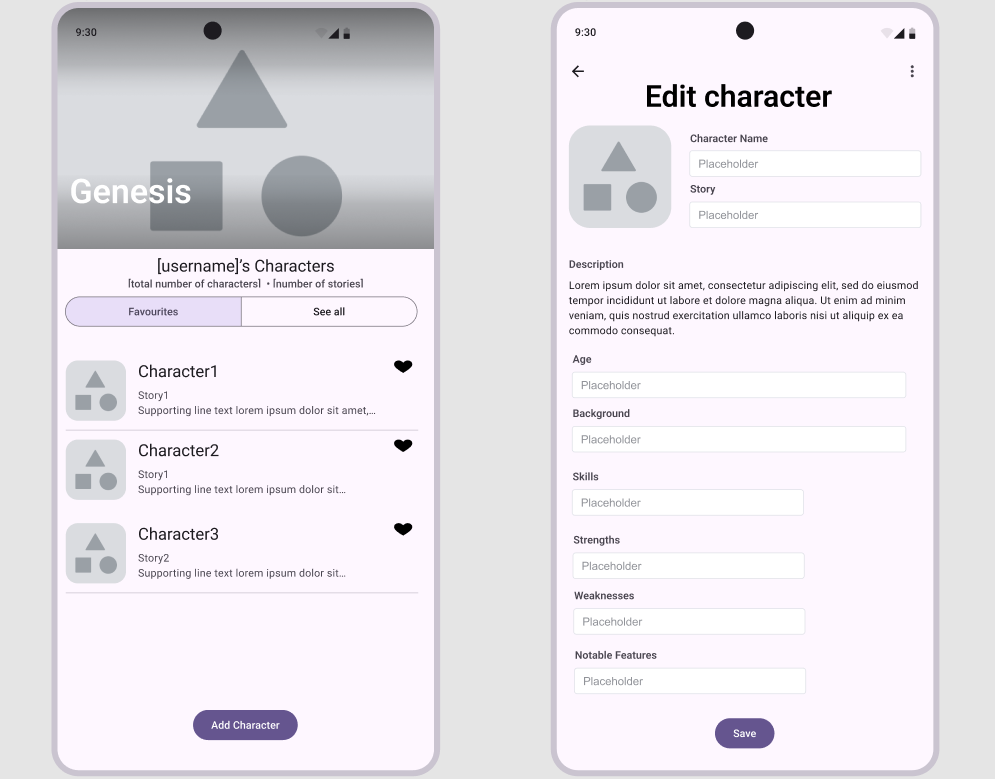 9:30
Genesis
[username]’s Characters
[total number of characters] • [number of stories]
Favourites
See all
Character1
Story1
Supporting line text lorem ipsum dolor sit amet,...
Character2
Story1
Supporting line text lorem ipsum dolor sit...
Character3
Story2
Supporting line text lorem ipsum dolor sit...
Add Character
9:30
Edit character
Character Name
Placeholder
Story
Placeholder
Description
Lorem ipsum dolor sit amet, consectetur adipiscing elit, sed do eiusmod
tempor incididunt ut labore et dolore magna aliqua. Ut enim ad minim
veniam, quis nostrud exercitation ullamco laboris nisi ut aliquip ex ea
commodo consequat.
Age
Placeholder
Background
Placeholder
Skills
Placeholder
Strengths
Placeholder
Weaknesses
Placeholder
Notable Features
Placeholder
Save